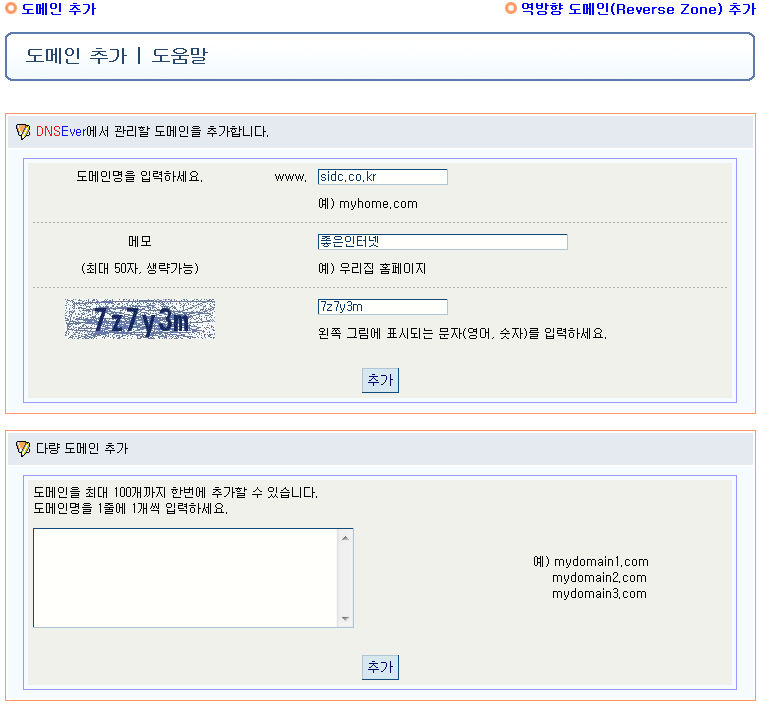 도메인 추가
역방향 도메인(Reverse Zone) 추가
도메인 추가 | 도움말
DNSEver에서 관리할 도메인을 추가합니다.
도메인명을 입력하세요. www. sidc.co.kr
예) myhome.com
메모 좋은인터넷
(최대 50자, 생략가능) 예) 우리집 홈페이지
7z7y3m 7z7y3m
왼쪽 그림에 표시되는 문자(영어, 숫자)를 입력하세요.
추가
다량 도메인 추가
도메인을 최대 100개까지 한번에 추가할 수 있습니다.
도메인명을 1줄에 1개씩 입력하세요.
예) mydomain1.com
mydomain2.com
mydomain3.com
추가